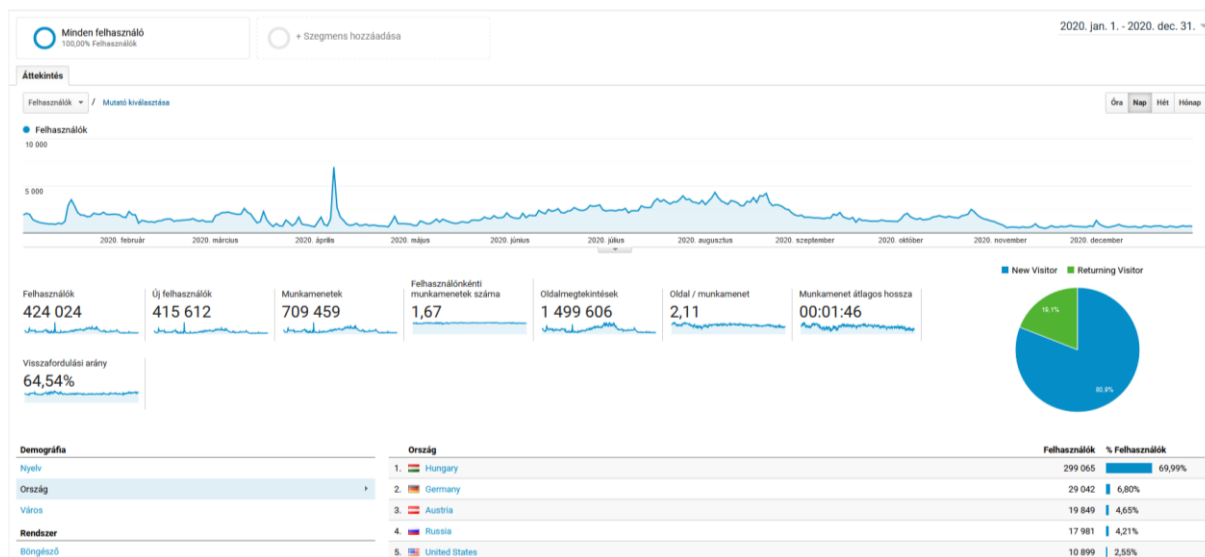 Minden felhasználó
100,00% Felhasználók
+ Szegmens hozzáadása
2020. jan. 1. - 2020. dec. 31.
Áttekintés
Felhasználók / Mutató kiválasztása
Óra Nap Hét Hónap
Felhasználók
10 000
5 000
2020. február 2020. március 2020. április 2020. május 2020. június 2020. július 2020. augusztus 2020. szeptember 2020. október 2020. november 2020. december
New Visitor Returning Visitor
Felhasználók
424 024
Új felhasználók
415 612
Munkamenetek
709 459
Felhasználónkénti
munkamenetek száma
1,67
Oldalmegtekintések
1 499 606
Oldal / munkamenet
2,11
Munkamenet átlagos hossza
00:01:46
Visszafordulási arány
64,54%
19,1%
80,9%
Demográfia
Nyelv
Ország
Város
Rendszer
Böngésző
Ország Felhasználók % Felhasználók
1. Hungary 299 065 69,99%
2. Germany 29 042 6,80%
3. Austria 19 849 4,65%
4. Russia 17 981 4,21%
5. United States 10 899 2,55%